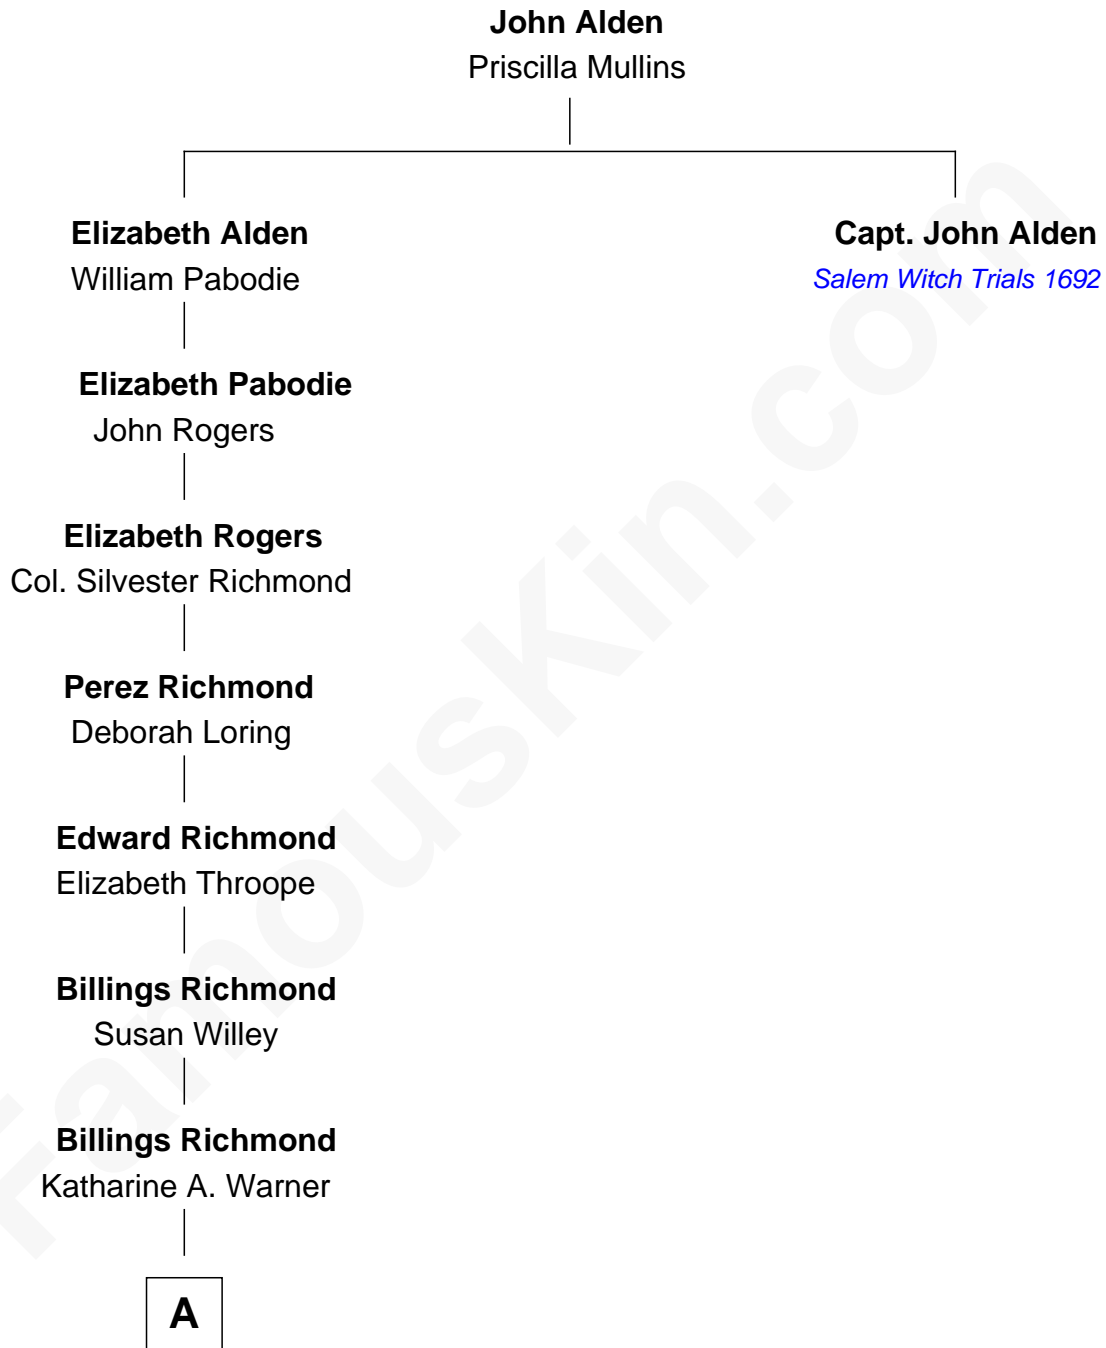 John Alden
Priscilla Mullins
Elizabeth Alden
William Pabodie
Capt. John Alden
Salem Witch Trials 1692
Elizabeth Pabodie
John Rogers
Elizabeth Rogers
Col. Silvester Richmond
Perez Richmond
Deborah Loring
Edward Richmond
Elizabeth Throope
Billings Richmond
Susan Willey
Billings Richmond
Katharine A. Warner
A
FamousKin.com